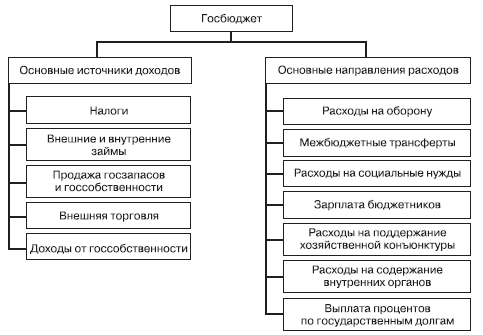 Госбюджет
Основные источники доходов
Налоги
Внешние и внутренние
займы
Продажа госзапасов
и госсобственности
Внешняя торговля
Доходы от госсобственности
Основные направления расходов
Расходы на оборону
Межбюджетные трансферты
Расходы на социальные нужды
Зарплата бюджетников
Расходы на поддержание
хозяйственной конъюнктуры
Расходы на содержание
внутренних органов
Выплата процентов
по государственным долгам